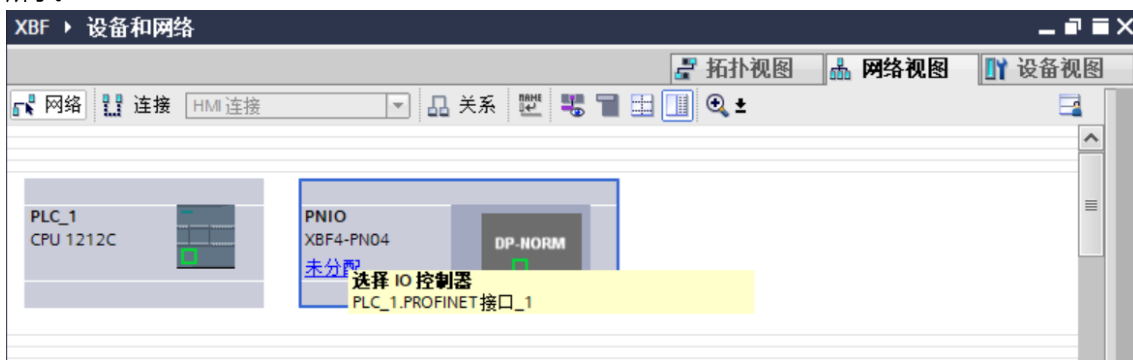 XBF ▸ 设备和网络
拓扑视图 网络视图 设备视图
网络 连接 HMI 连接 关系
PLC_1
CPU 1212C
PNIO
XBF4-PN04
DP-NORM
未分配
选择 IO 控制器
PLC_1.PROFINET接口_1